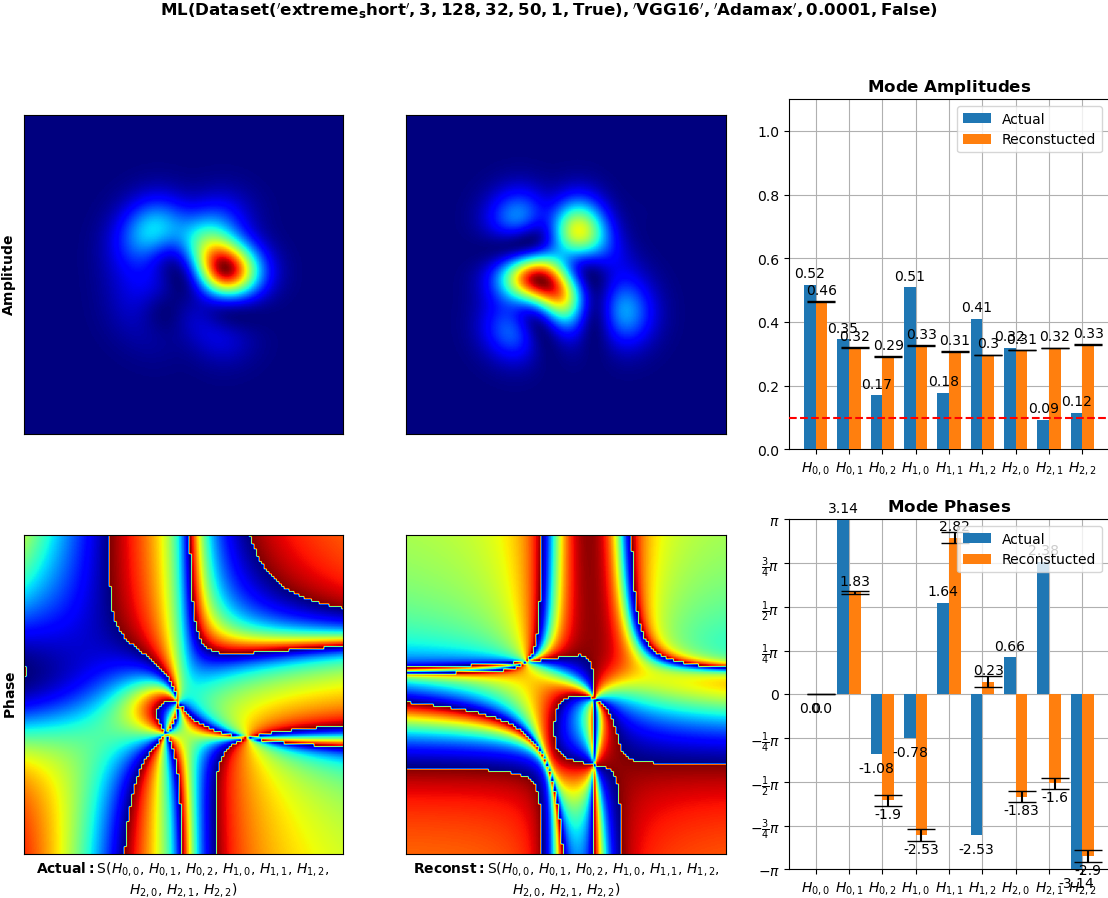 ML(Dataset('extreme_short', 3, 128, 32, 50, 1, True), 'VGG16', 'Adamax', 0.0001, False)
Amplitude
Mode Amplitudes
Actual
Reconstucted
1.0
0.8
0.6
0.4
0.2
0.0
0.52
0.46
0.35
0.32
0.17
0.29
0.51
0.33
0.18
0.31
0.41
0.3
0.32
0.31
0.09
0.32
0.12
0.33
H0,0 H0,1 H0,2 H1,0 H1,1 H1,2 H2,0 H2,1 H2,2
Phase
Actual: S(H0,0, H0,1, H0,2, H1,0, H1,1, H1,2,
H2,0, H2,1, H2,2)
Reconst: S(H0,0, H0,1, H0,2, H1,0, H1,1, H1,2,
H2,0, H2,1, H2,2)
Mode Phases
Actual
Reconstucted
π
3/4π
1/2π
1/4π
0
−1/4π
−1/2π
−3/4π
−π
0.0
0.0
3.14
1.83
-1.08
-1.9
-0.78
-2.53
1.64
2.82
-2.53
0.23
0.66
-1.83
2.38
-1.6
-3.14
-2.9
H0,0 H0,1 H0,2 H1,0 H1,1 H1,2 H2,0 H2,1 H2,2